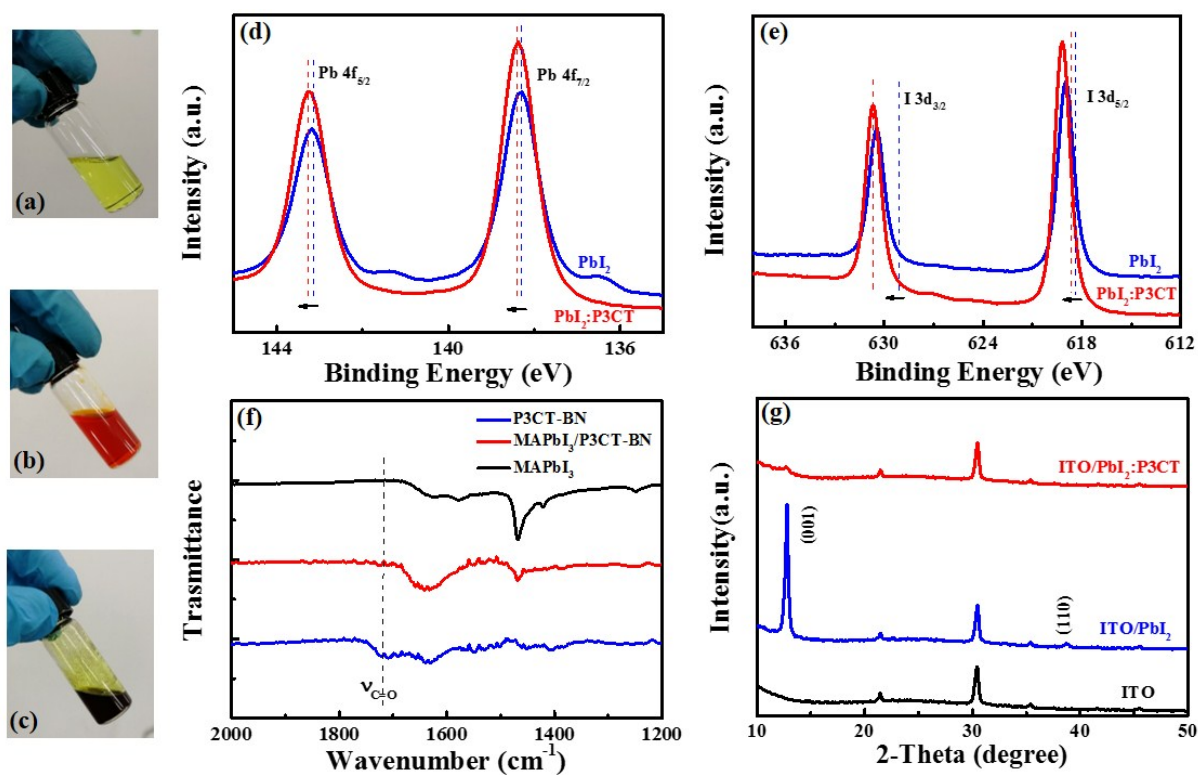 (a)
(b)
(c)
(d)
Pb 4f5/2
Pb 4f7/2
PbI2
PbI2:P3CT
Intensity (a.u.)
144
140
136
Binding Energy (eV)
(e)
I 3d3/2
I 3d5/2
PbI2
PbI2:P3CT
Intensity (a.u.)
636
630
624
618
612
Binding Energy (eV)
(f)
P3CT-BN
MAPbI3/P3CT-BN
MAPbI3
Trasmittance
νC=O
2000
1800
1600
1400
1200
Wavenumber (cm-1)
(g)
ITO/PbI2:P3CT
(001)
(110)
ITO/PbI2
ITO
Intensity(a.u.)
10
20
30
40
50
2-Theta (degree)